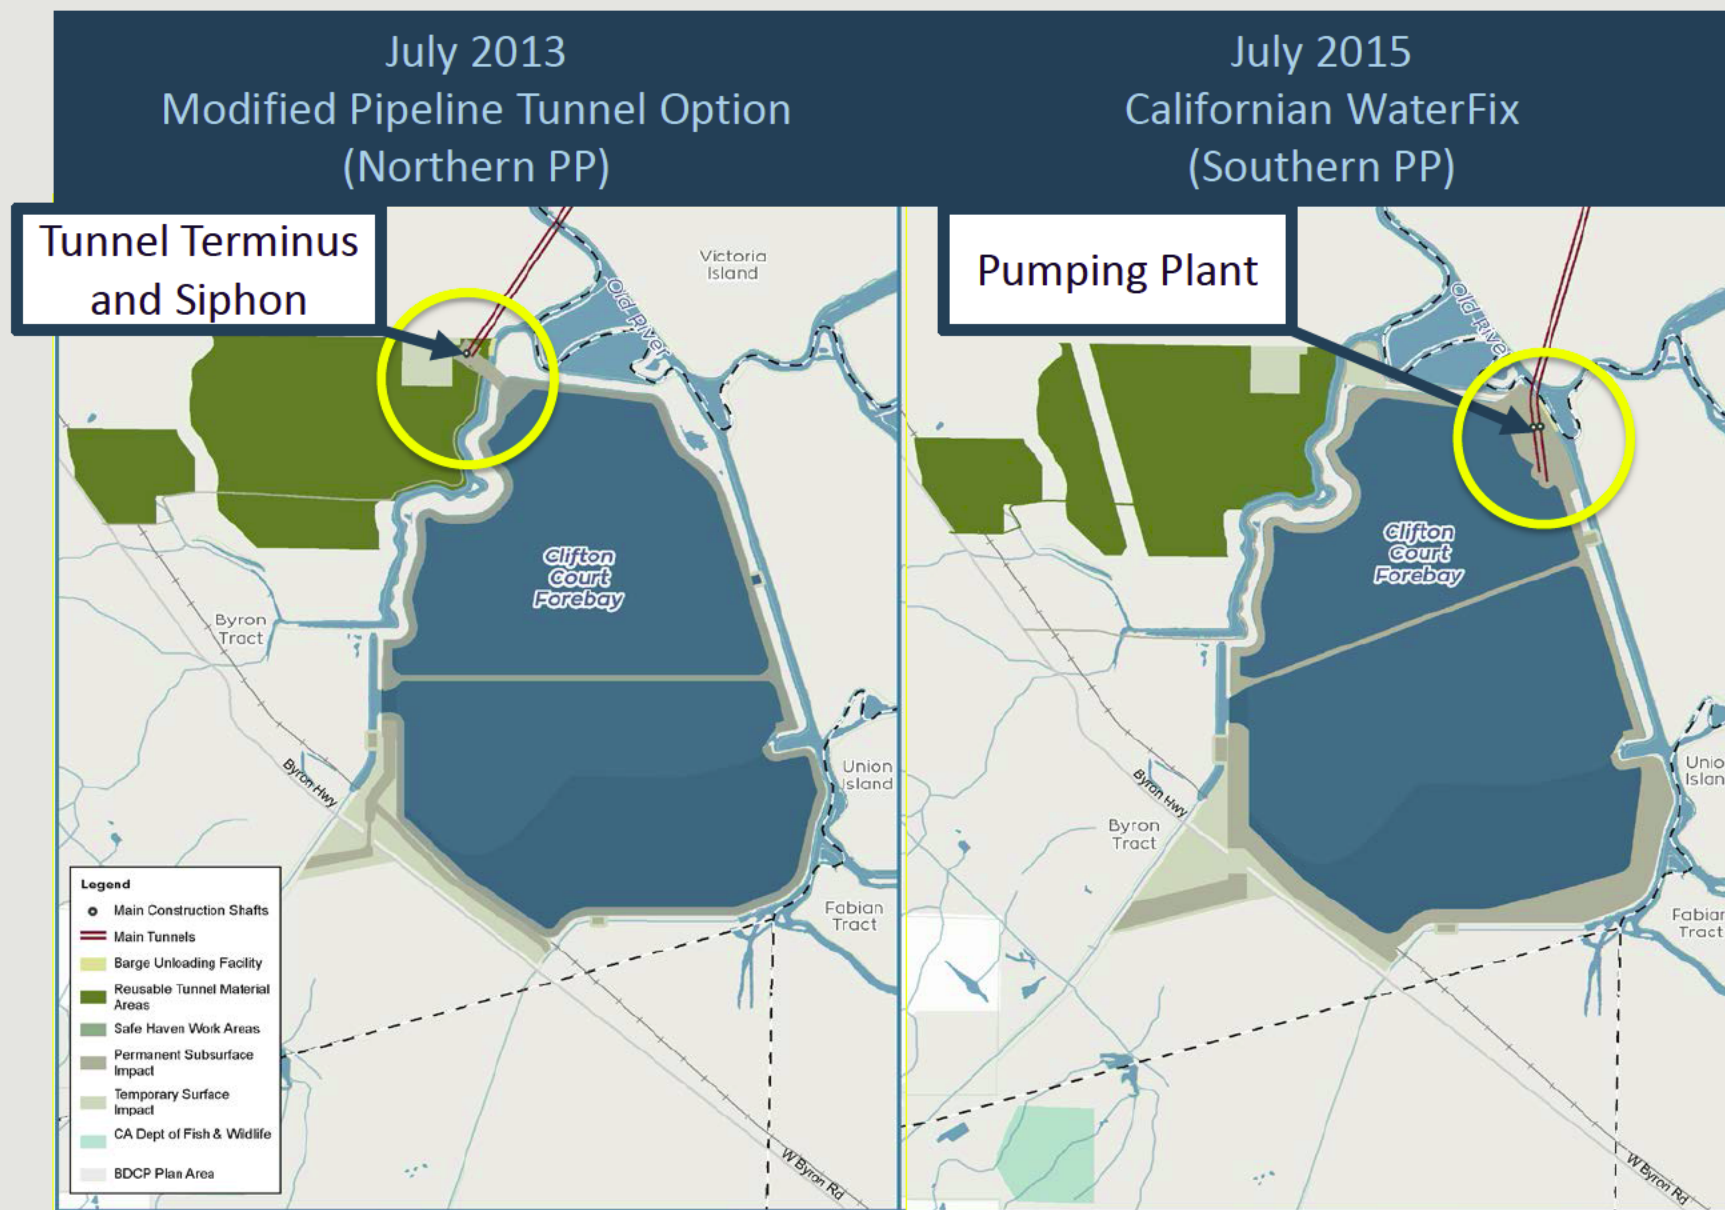 July 2013
Modified Pipeline Tunnel Option
(Northern PP)
July 2015
Californian WaterFix
(Southern PP)
Tunnel Terminus
and Siphon
Victoria
Island
Old River
Clifton
Court
Forebay
Byron
Tract
Byron Hwy
Union
Island
Fabian
Tract
W Byron Rd
Legend
Main Construction Shafts
Main Tunnels
Barge Unloading Facility
Reusable Tunnel Material
Areas
Safe Haven Work Areas
Permanent Subsurface
Impact
Temporary Surface
Impact
CA Dept of Fish & Wildlife
BDCP Plan Area
Pumping Plant
Old River
Clifton
Court
Forebay
Byron Hwy
Byron
Tract
Unio
Islan
Fabian
Tract
W Byron Rd